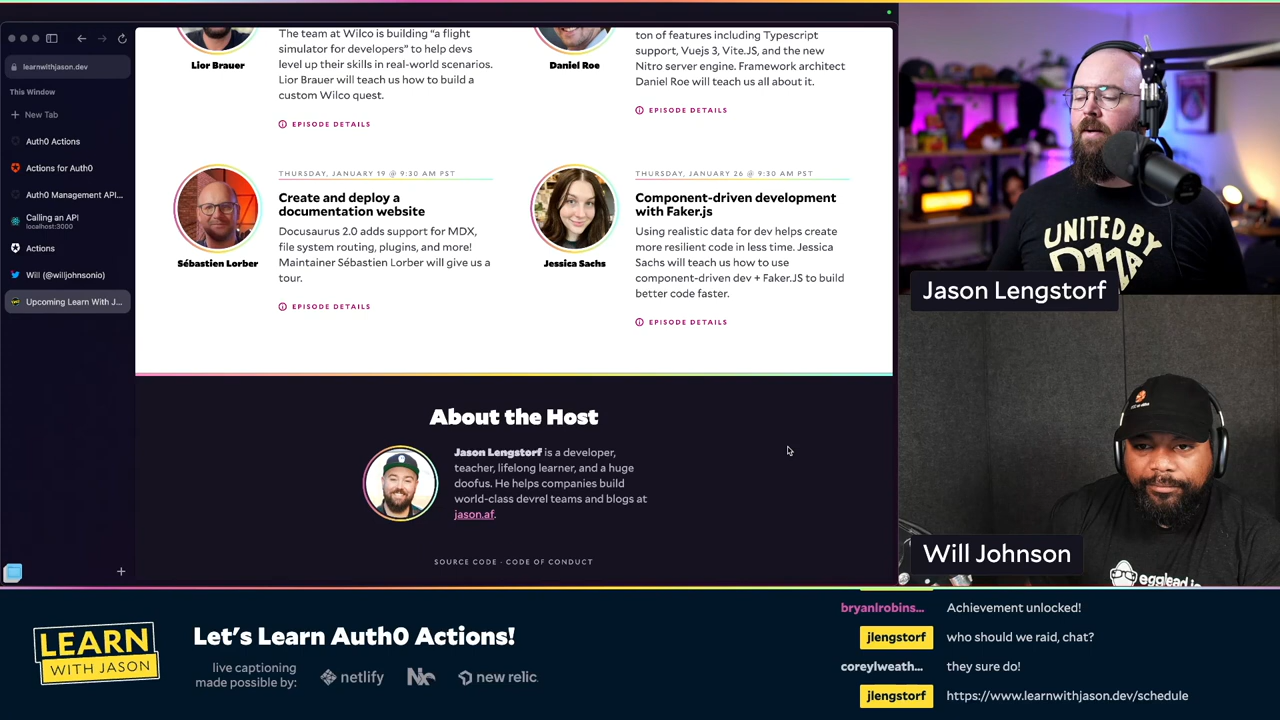 learnwithjason.dev
This Window
New Tab
Auth0 Actions
Actions for Auth0
Auth0 Management API...
Calling an API
localhost:3000
Actions
Will (@willjohnsonio)
Upcoming Learn With J...
The team at Wilco is building "a flight
simulator for developers" to help devs
level up their skills in real-world scenarios.
Lior Brauer will teach us how to build a
custom Wilco quest.
Lior Brauer
EPISODE DETAILS
ton of features including Typescript
support, Vuejs 3, Vite.JS, and the new
Nitro server engine. Framework architect
Daniel Roe will teach us all about it.
Daniel Roe
EPISODE DETAILS
THURSDAY, JANUARY 19 @ 9:30 AM PST
Create and deploy a
documentation website
Docusaurus 2.0 adds support for MDX,
file system routing, plugins, and more!
Maintainer Sébastien Lorber will give us a
tour.
Sébastien Lorber
EPISODE DETAILS
THURSDAY, JANUARY 26 @ 9:30 AM PST
Component-driven development
with Faker.js
Using realistic data for dev helps create
more resilient code in less time. Jessica
Sachs will teach us how to use
component-driven dev + Faker.JS to build
better code faster.
Jessica Sachs
EPISODE DETAILS
About the Host
Jason Lengstorf is a developer,
teacher, lifelong learner, and a huge
doofus. He helps companies build
world-class devrel teams and blogs at
jason.af.
SOURCE CODE · CODE OF CONDUCT
UNITED BY
Jason Lengstorf
Will Johnson
egghead.io
LEARN
WITH JASON
Let's Learn Auth0 Actions!
live captioning
made possible by:
netlify
Nx
new relic
bryanlrobins... Achievement unlocked!
jlengstorf who should we raid, chat?
coreylweath... they sure do!
jlengstorf https://www.learnwithjason.dev/schedule